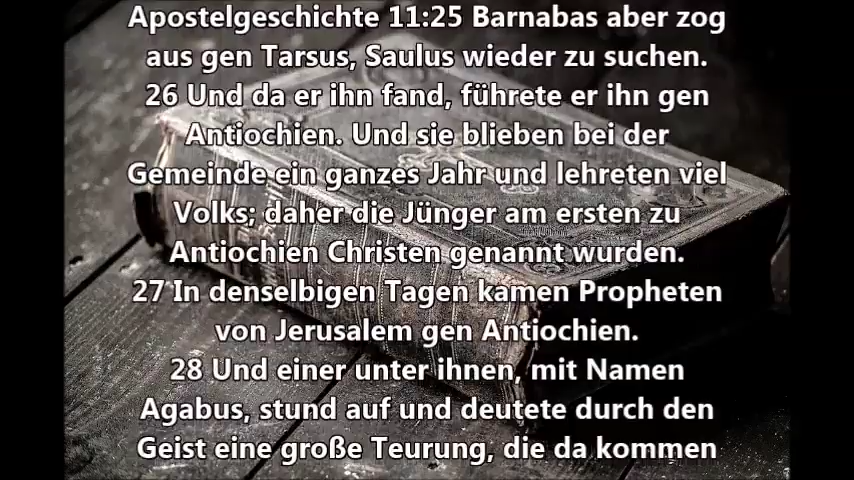 Apostelgeschichte 11:25 Barnabas aber zog
aus gen Tarsus, Saulus wieder zu suchen.
26 Und da er ihn fand, führete er ihn gen
Antiochien. Und sie blieben bei der
Gemeinde ein ganzes Jahr und lehreten viel
Volks; daher die Jünger am ersten zu
Antiochien Christen genannt wurden.
27 In denselbigen Tagen kamen Propheten
von Jerusalem gen Antiochien.
28 Und einer unter ihnen, mit Namen
Agabus, stund auf und deutete durch den
Geist eine große Teurung, die da kommen